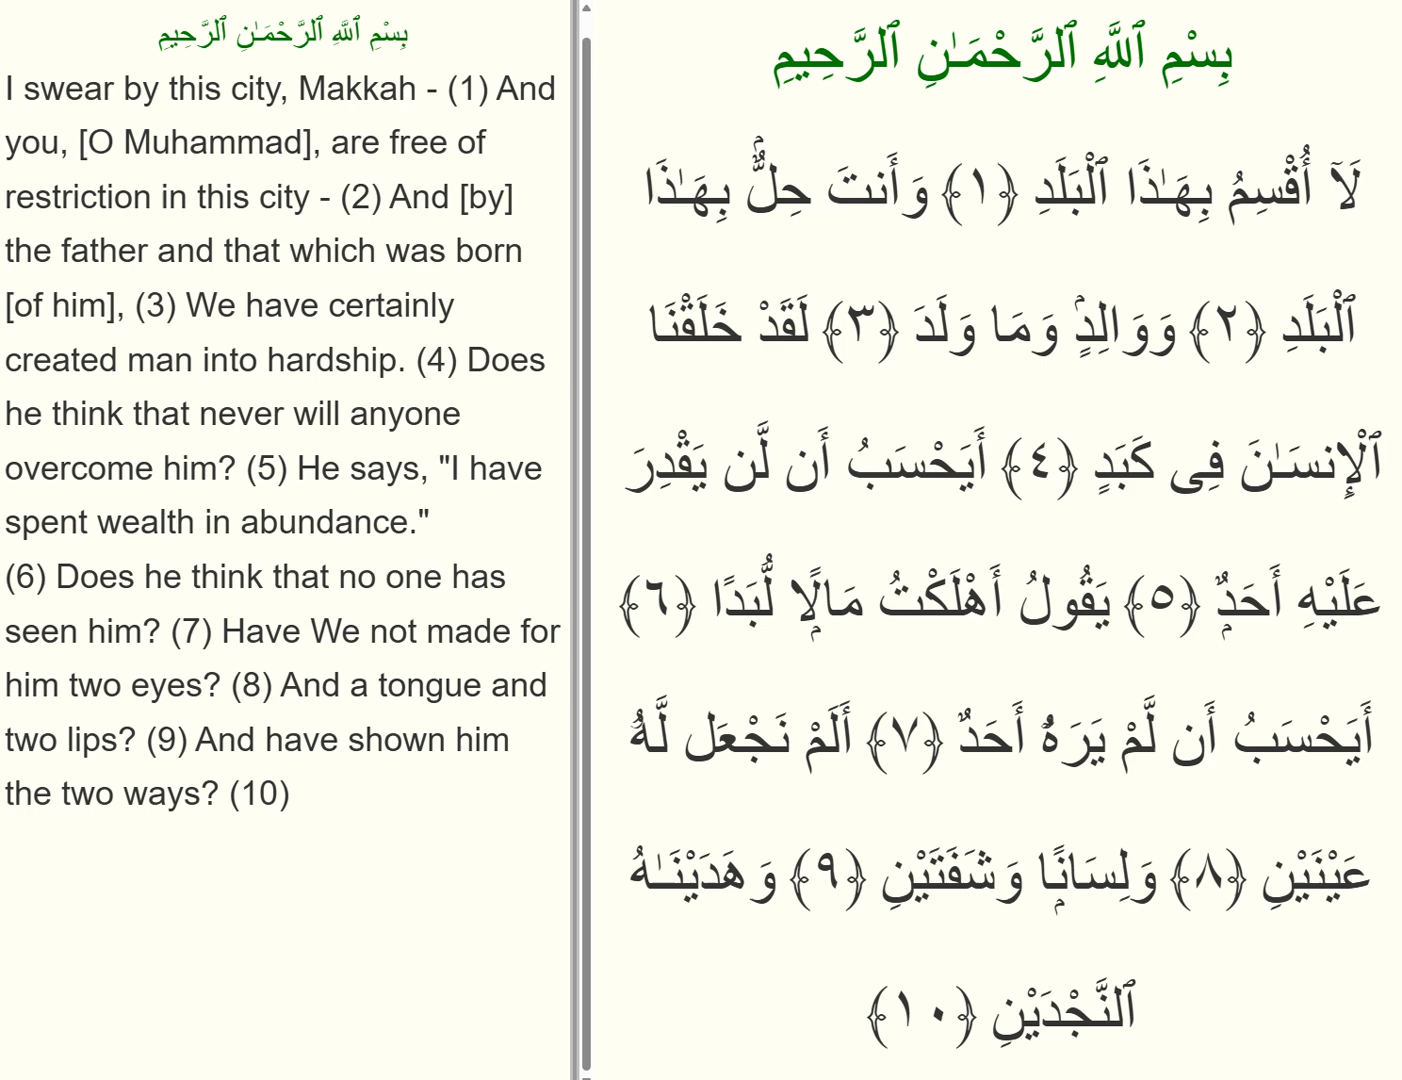 بِسْمِ ٱللَّهِ ٱلرَّحْمَـٰنِ ٱلرَّحِيمِ
I swear by this city, Makkah - (1) And
you, [O Muhammad], are free of
restriction in this city - (2) And [by]
the father and that which was born
[of him], (3) We have certainly
created man into hardship. (4) Does
he think that never will anyone
overcome him? (5) He says, "I have
spent wealth in abundance."
(6) Does he think that no one has
seen him? (7) Have We not made for
him two eyes? (8) And a tongue and
two lips? (9) And have shown him
the two ways? (10)
بِسْمِ ٱللَّهِ ٱلرَّحْمَـٰنِ ٱلرَّحِيمِ
لَآ أُقْسِمُ بِهَـٰذَا ٱلْبَلَدِ ﴿١﴾ وَأَنتَ حِلٌّۢ بِهَـٰذَا
ٱلْبَلَدِ ﴿٢﴾ وَوَالِدٍۢ وَمَا وَلَدَ ﴿٣﴾ لَقَدْ خَلَقْنَا
ٱلْإِنسَـٰنَ فِى كَبَدٍ ﴿٤﴾ أَيَحْسَبُ أَن لَّن يَقْدِرَ
عَلَيْهِ أَحَدٌۭ ﴿٥﴾ يَقُولُ أَهْلَكْتُ مَالًۭا لُّبَدًا ﴿٦﴾
أَيَحْسَبُ أَن لَّمْ يَرَهُۥٓ أَحَدٌ ﴿٧﴾ أَلَمْ نَجْعَل لَّهُۥ
عَيْنَيْنِ ﴿٨﴾ وَلِسَانًۭا وَشَفَتَيْنِ ﴿٩﴾ وَهَدَيْنَـٰهُ
ٱلنَّجْدَيْنِ ﴿١٠﴾